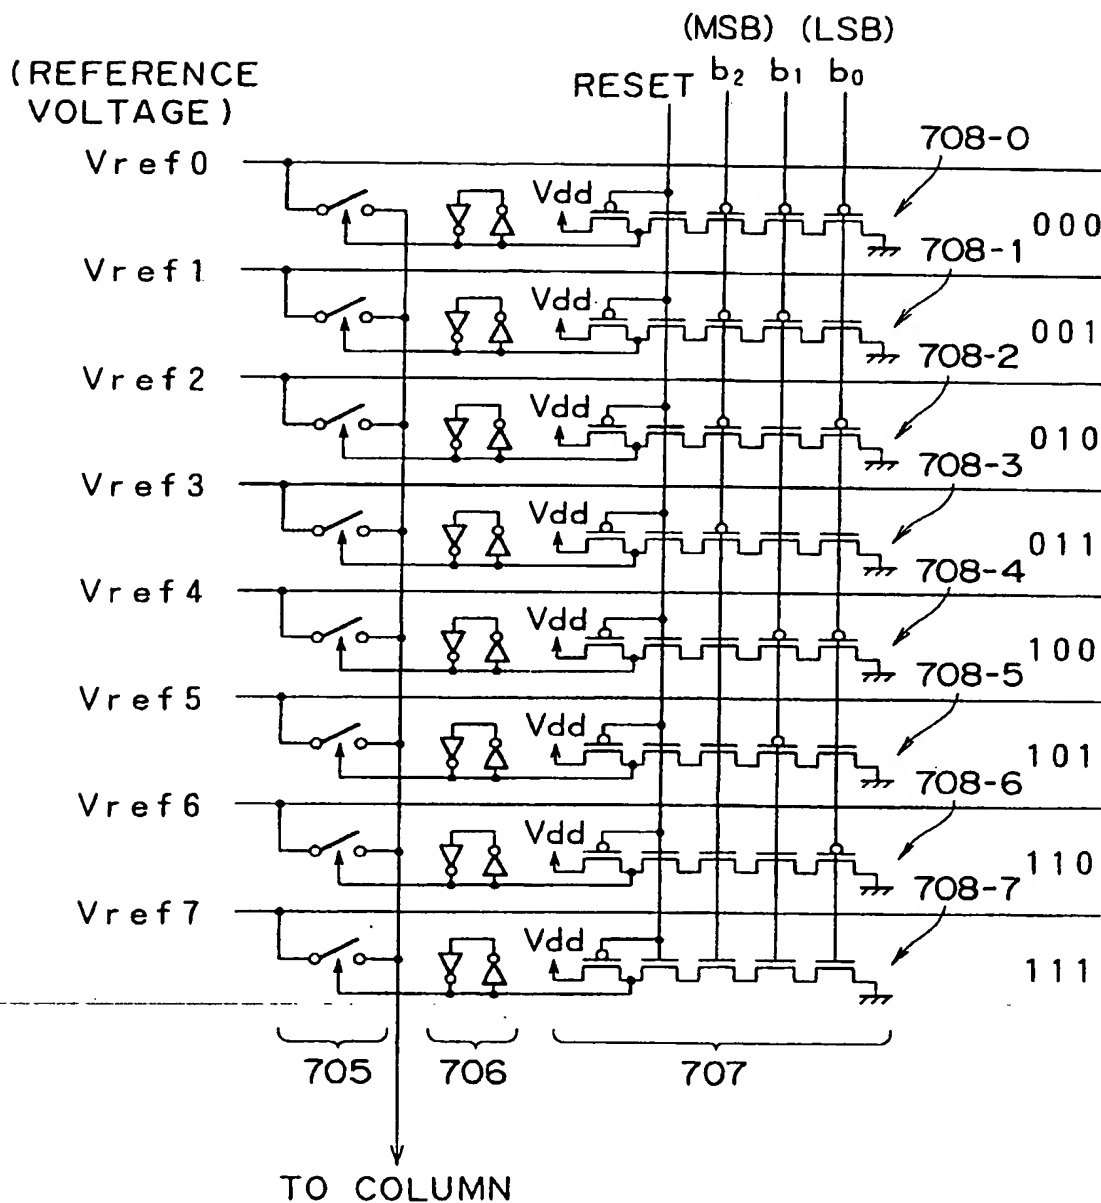 (MSB) (LSB)
(REFERENCE VOLTAGE)
RESET b2 b1 b0
708-0
Vref0
Vdd
000
708-1
Vref1
Vdd
001
708-2
Vref2
Vdd
010
708-3
Vref3
Vdd
011
708-4
Vref4
Vdd
100
708-5
Vref5
Vdd
101
708-6
Vref6
Vdd
110
708-7
Vref7
Vdd
111
705 706 707
TO COLUMN